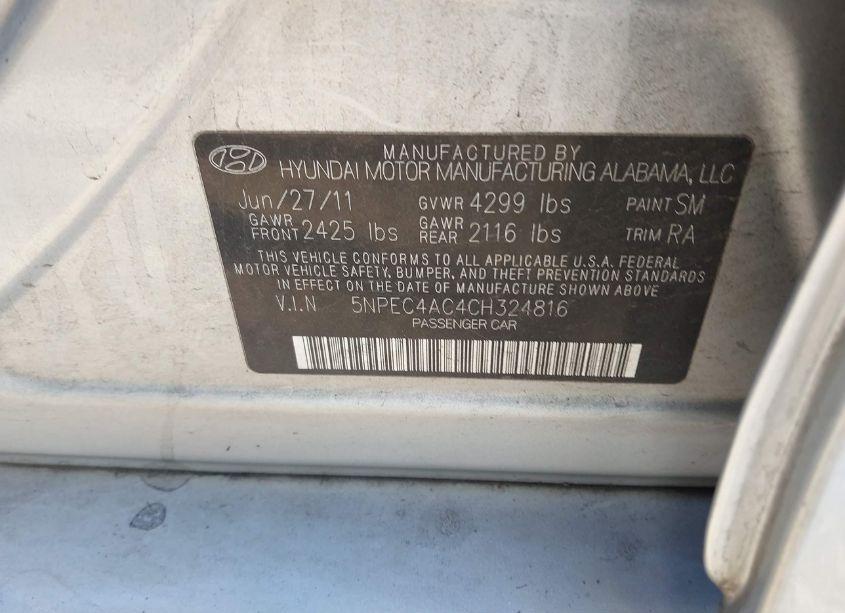 MANUFACTURED BY
HYUNDAI MOTOR MANUFACTURING ALABAMA, LLC
Jun/27/11 GVWR 4299 lbs PAINT SM
GAWR FRONT 2425 lbs GAWR REAR 2116 lbs TRIM RA
THIS VEHICLE CONFORMS TO ALL APPLICABLE U.S.A. FEDERAL
MOTOR VEHICLE SAFETY, BUMPER, AND THEFT PREVENTION STANDARDS
IN EFFECT ON THE DATE OF MANUFACTURE SHOWN ABOVE
V.I.N 5NPEC4AC4CH324816
PASSENGER CAR